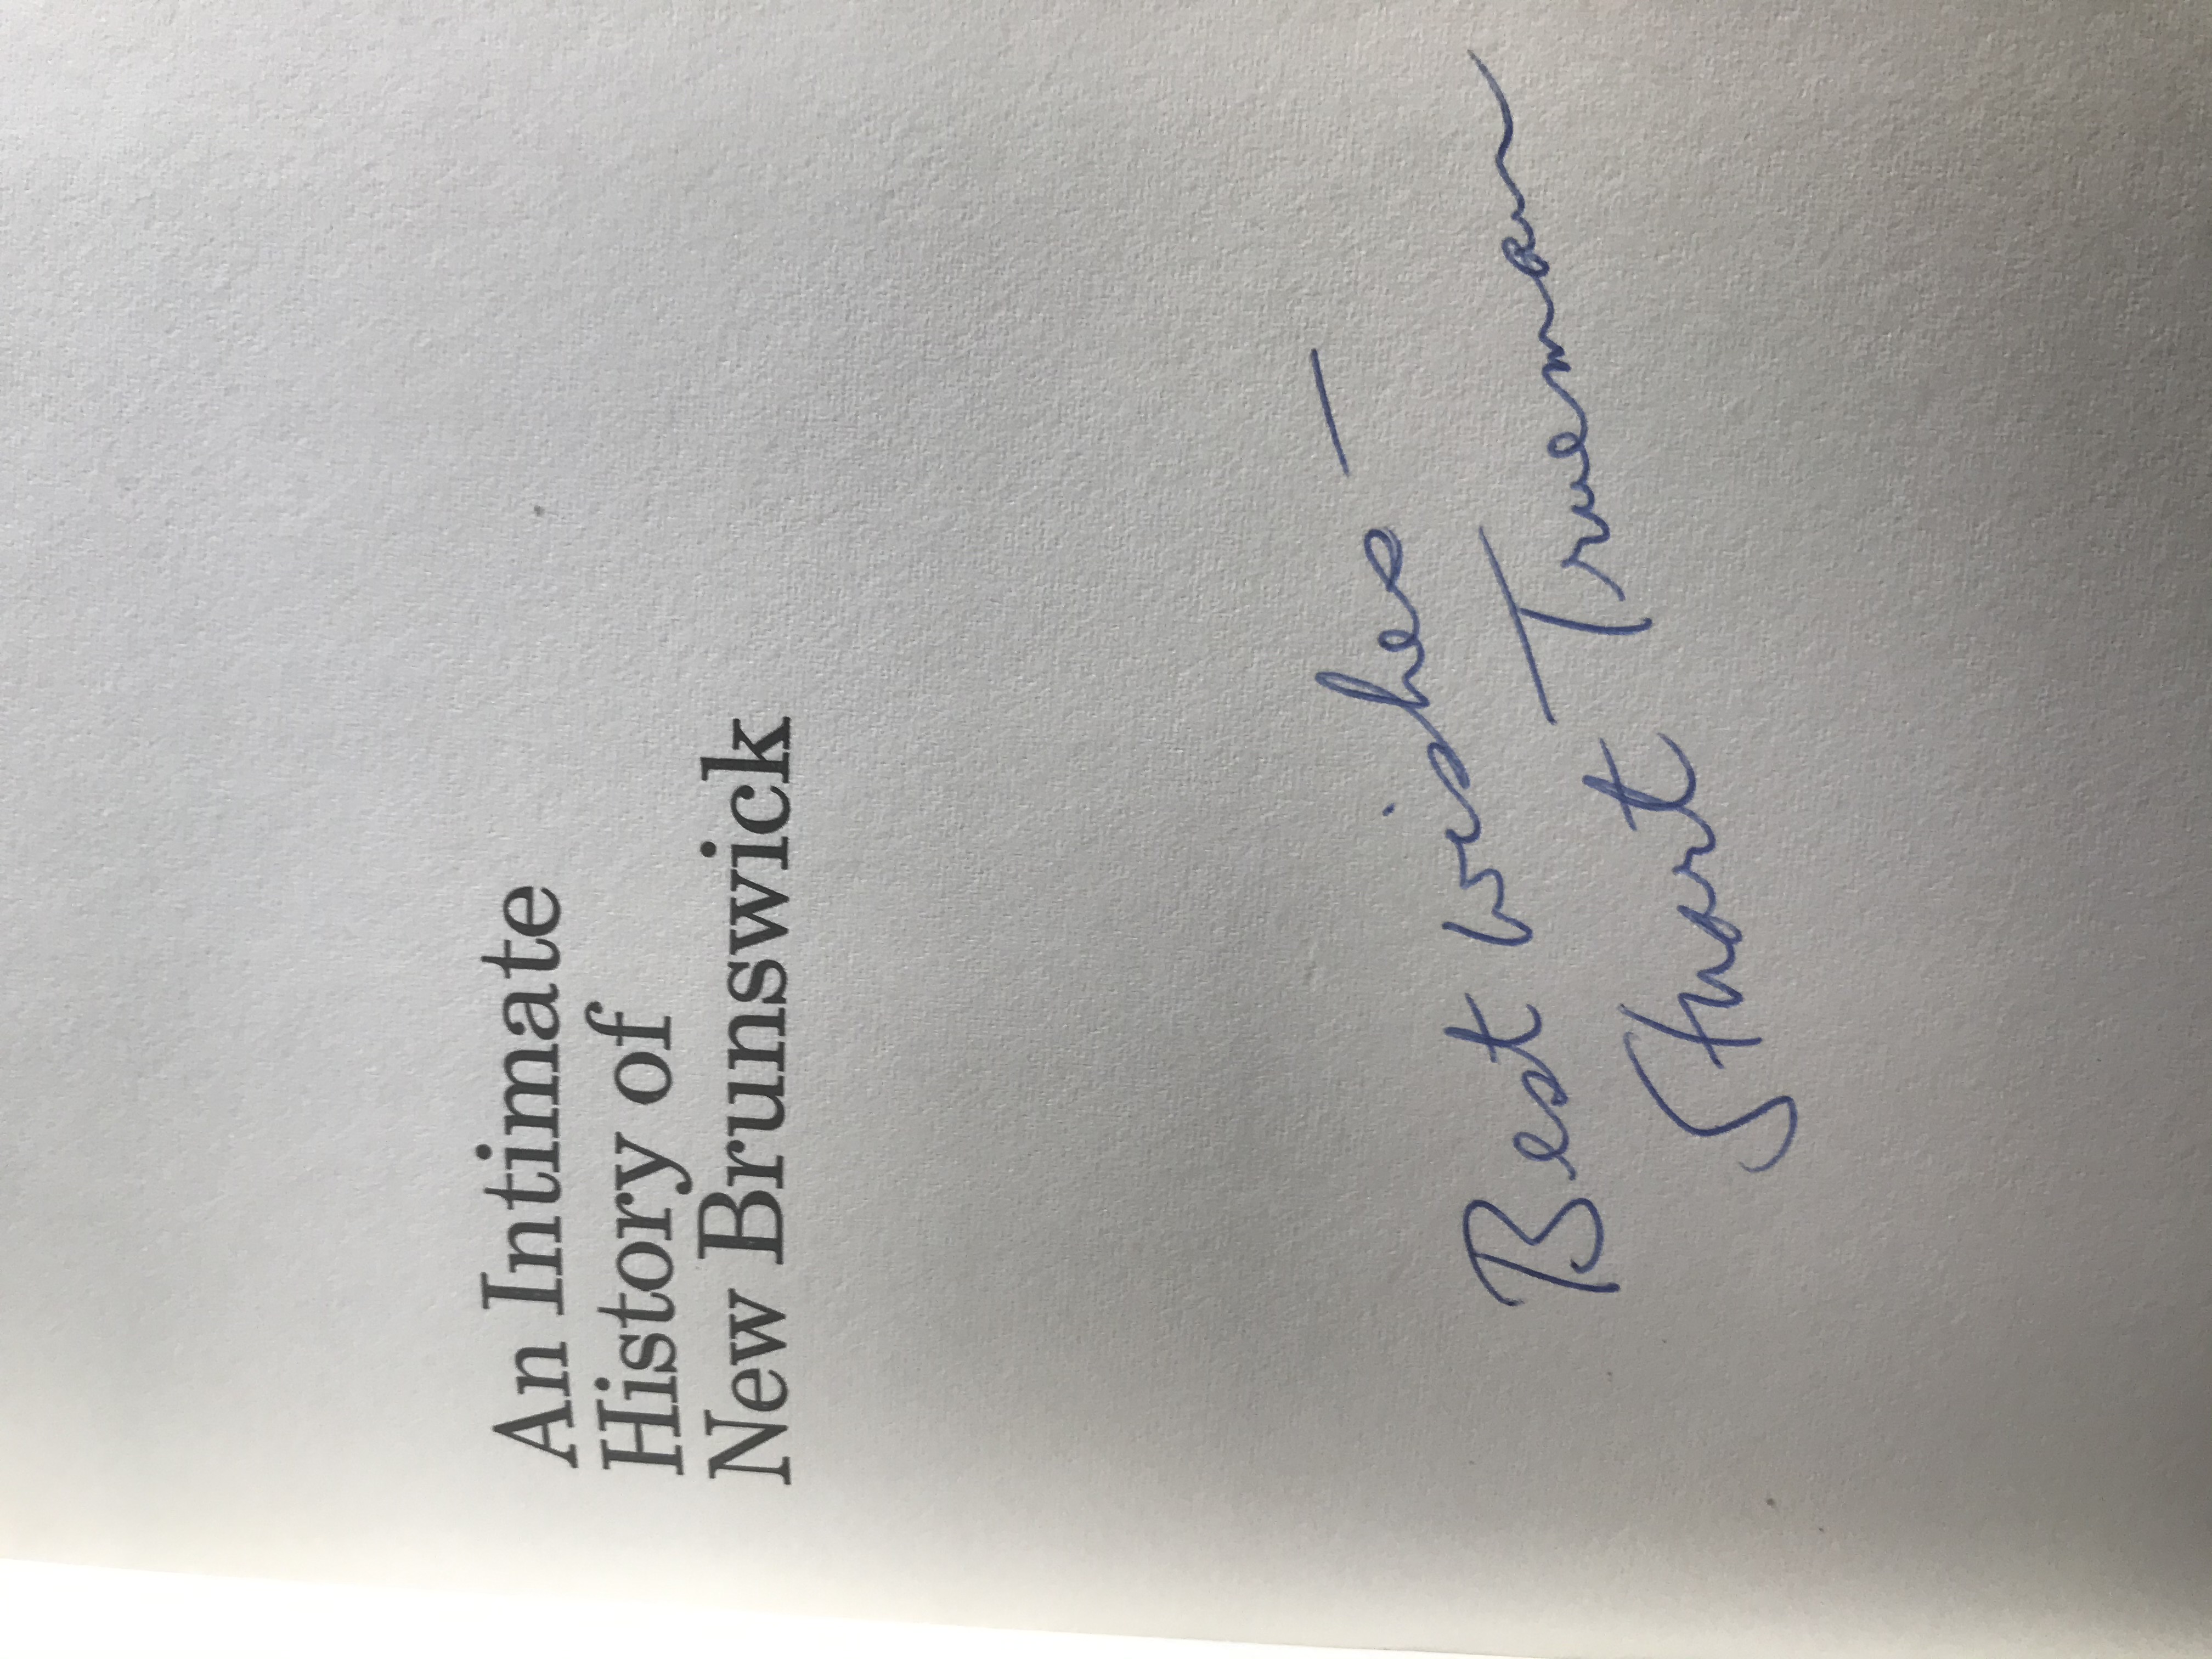 An Intimate
History of
New Brunswick
Best wishes —
Stuart Trueman